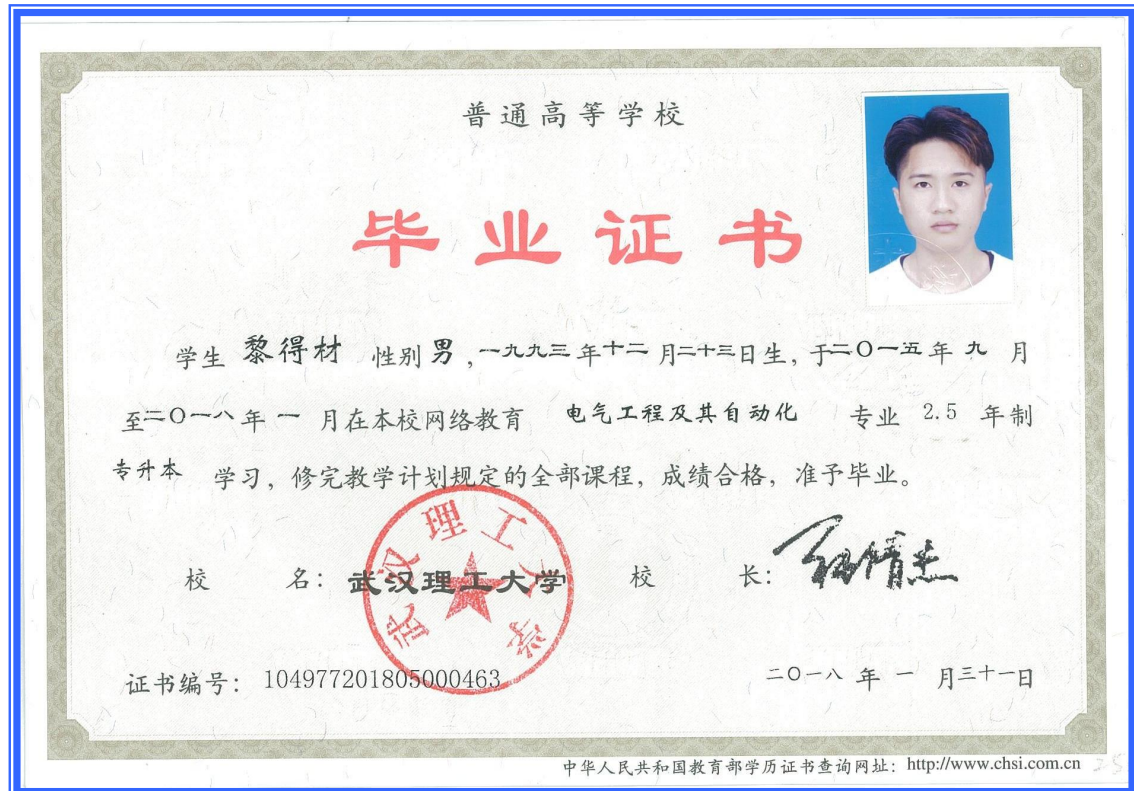 普通高等学校
毕业证书
学生 黎得材 性别 男 ,一九九三年十二月二十三日生, 于二〇一五年 九 月
至二〇一八年 一 月在本校网络教育 电气工程及其自动化 专业 2.5 年制
专升本 学习, 修完教学计划规定的全部课程, 成绩合格, 准予毕业。
武汉理工大学
校 名: 武汉理工大学 校 长:
证书编号: 104977201805000463 二〇一八 年 一 月三十一日
中华人民共和国教育部学历证书查询网址: http://www.chsi.com.cn